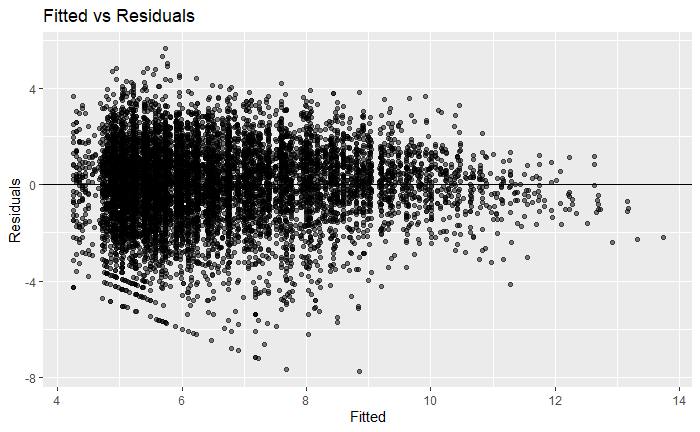 Fitted vs Residuals
4
0
-4
-8
Residuals
4 6 8 10 12 14
Fitted